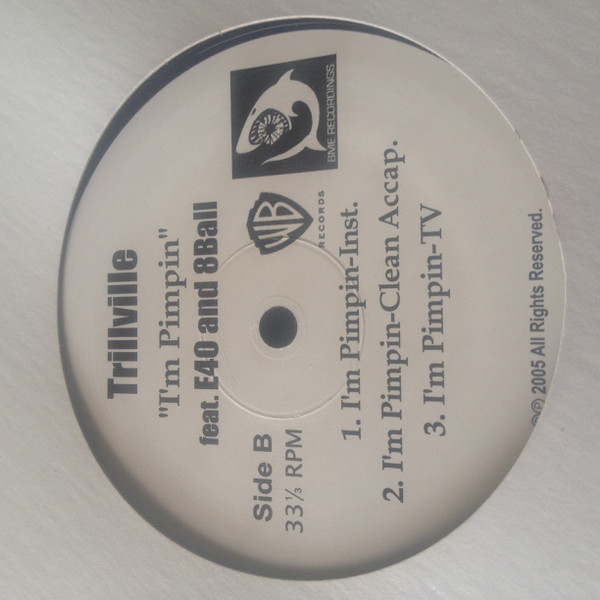 Trillville
"I'm Pimpin"
feat. E40 and 8Ball
Side B
33⅓ RPM
WB
RECORDS
BME RECORDINGS
1. I'm Pimpin-Inst.
2. I'm Pimpin-Clean Accap.
3. I'm Pimpin-TV
©℗ 2005 All Rights Reserved.